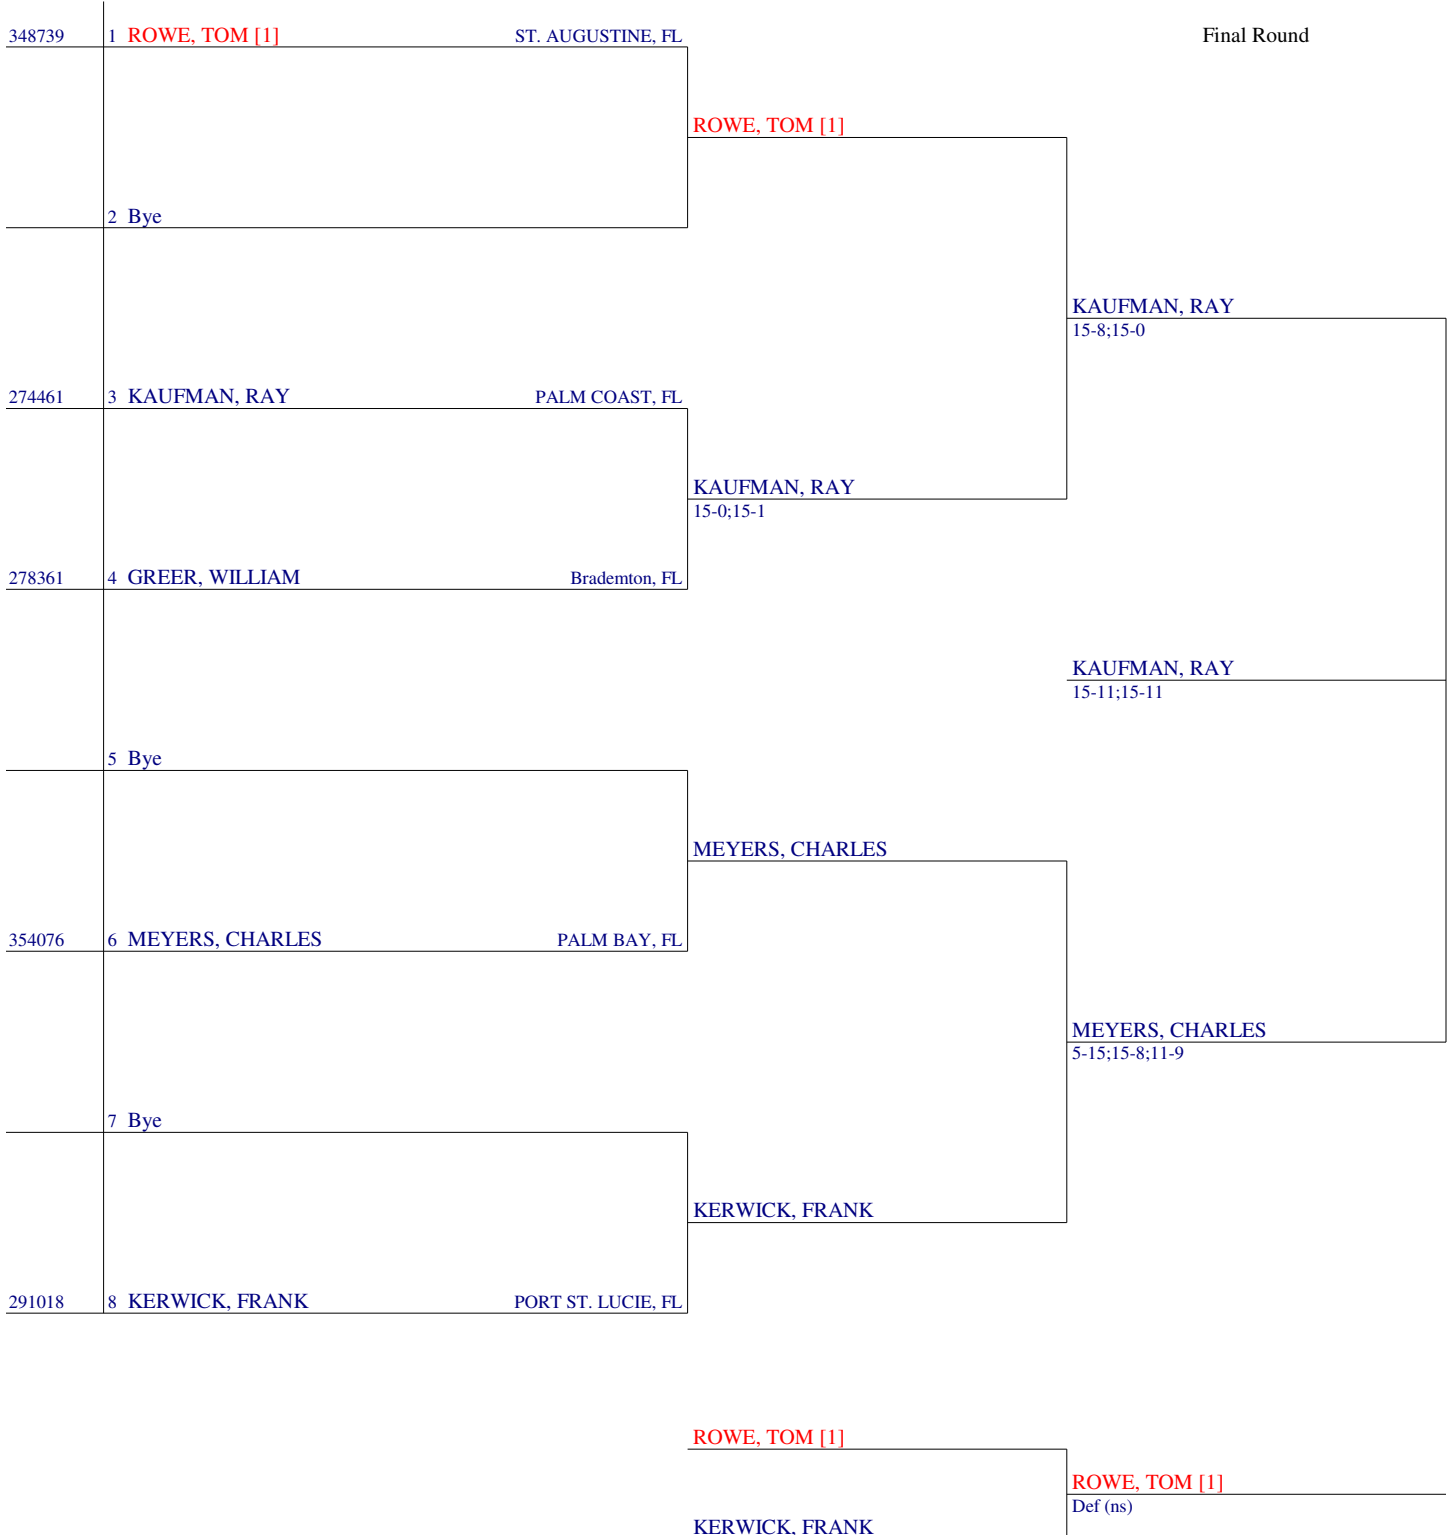 348739 1 ROWE, TOM [1] ST. AUGUSTINE, FL Final Round
ROWE, TOM [1]
2 Bye
KAUFMAN, RAY
15-8;15-0
274461 3 KAUFMAN, RAY PALM COAST, FL
KAUFMAN, RAY
15-0;15-1
278361 4 GREER, WILLIAM Brademton, FL
KAUFMAN, RAY
15-11;15-11
5 Bye
MEYERS, CHARLES
354076 6 MEYERS, CHARLES PALM BAY, FL
MEYERS, CHARLES
5-15;15-8;11-9
7 Bye
KERWICK, FRANK
291018 8 KERWICK, FRANK PORT ST. LUCIE, FL
ROWE, TOM [1]
ROWE, TOM [1]
Def (ns)
KERWICK, FRANK